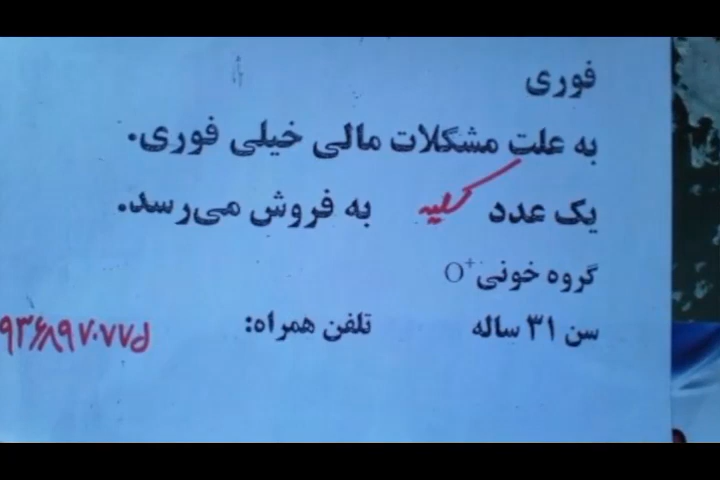 فوری
به علت مشکلات مالی خیلی فوری.
یک عدد کلیه به فروش می‌رسد.
گروه خونی O+
سن ۳۱ ساله تلفن همراه: ۹۳۶۸۹۷۰۷۷۵